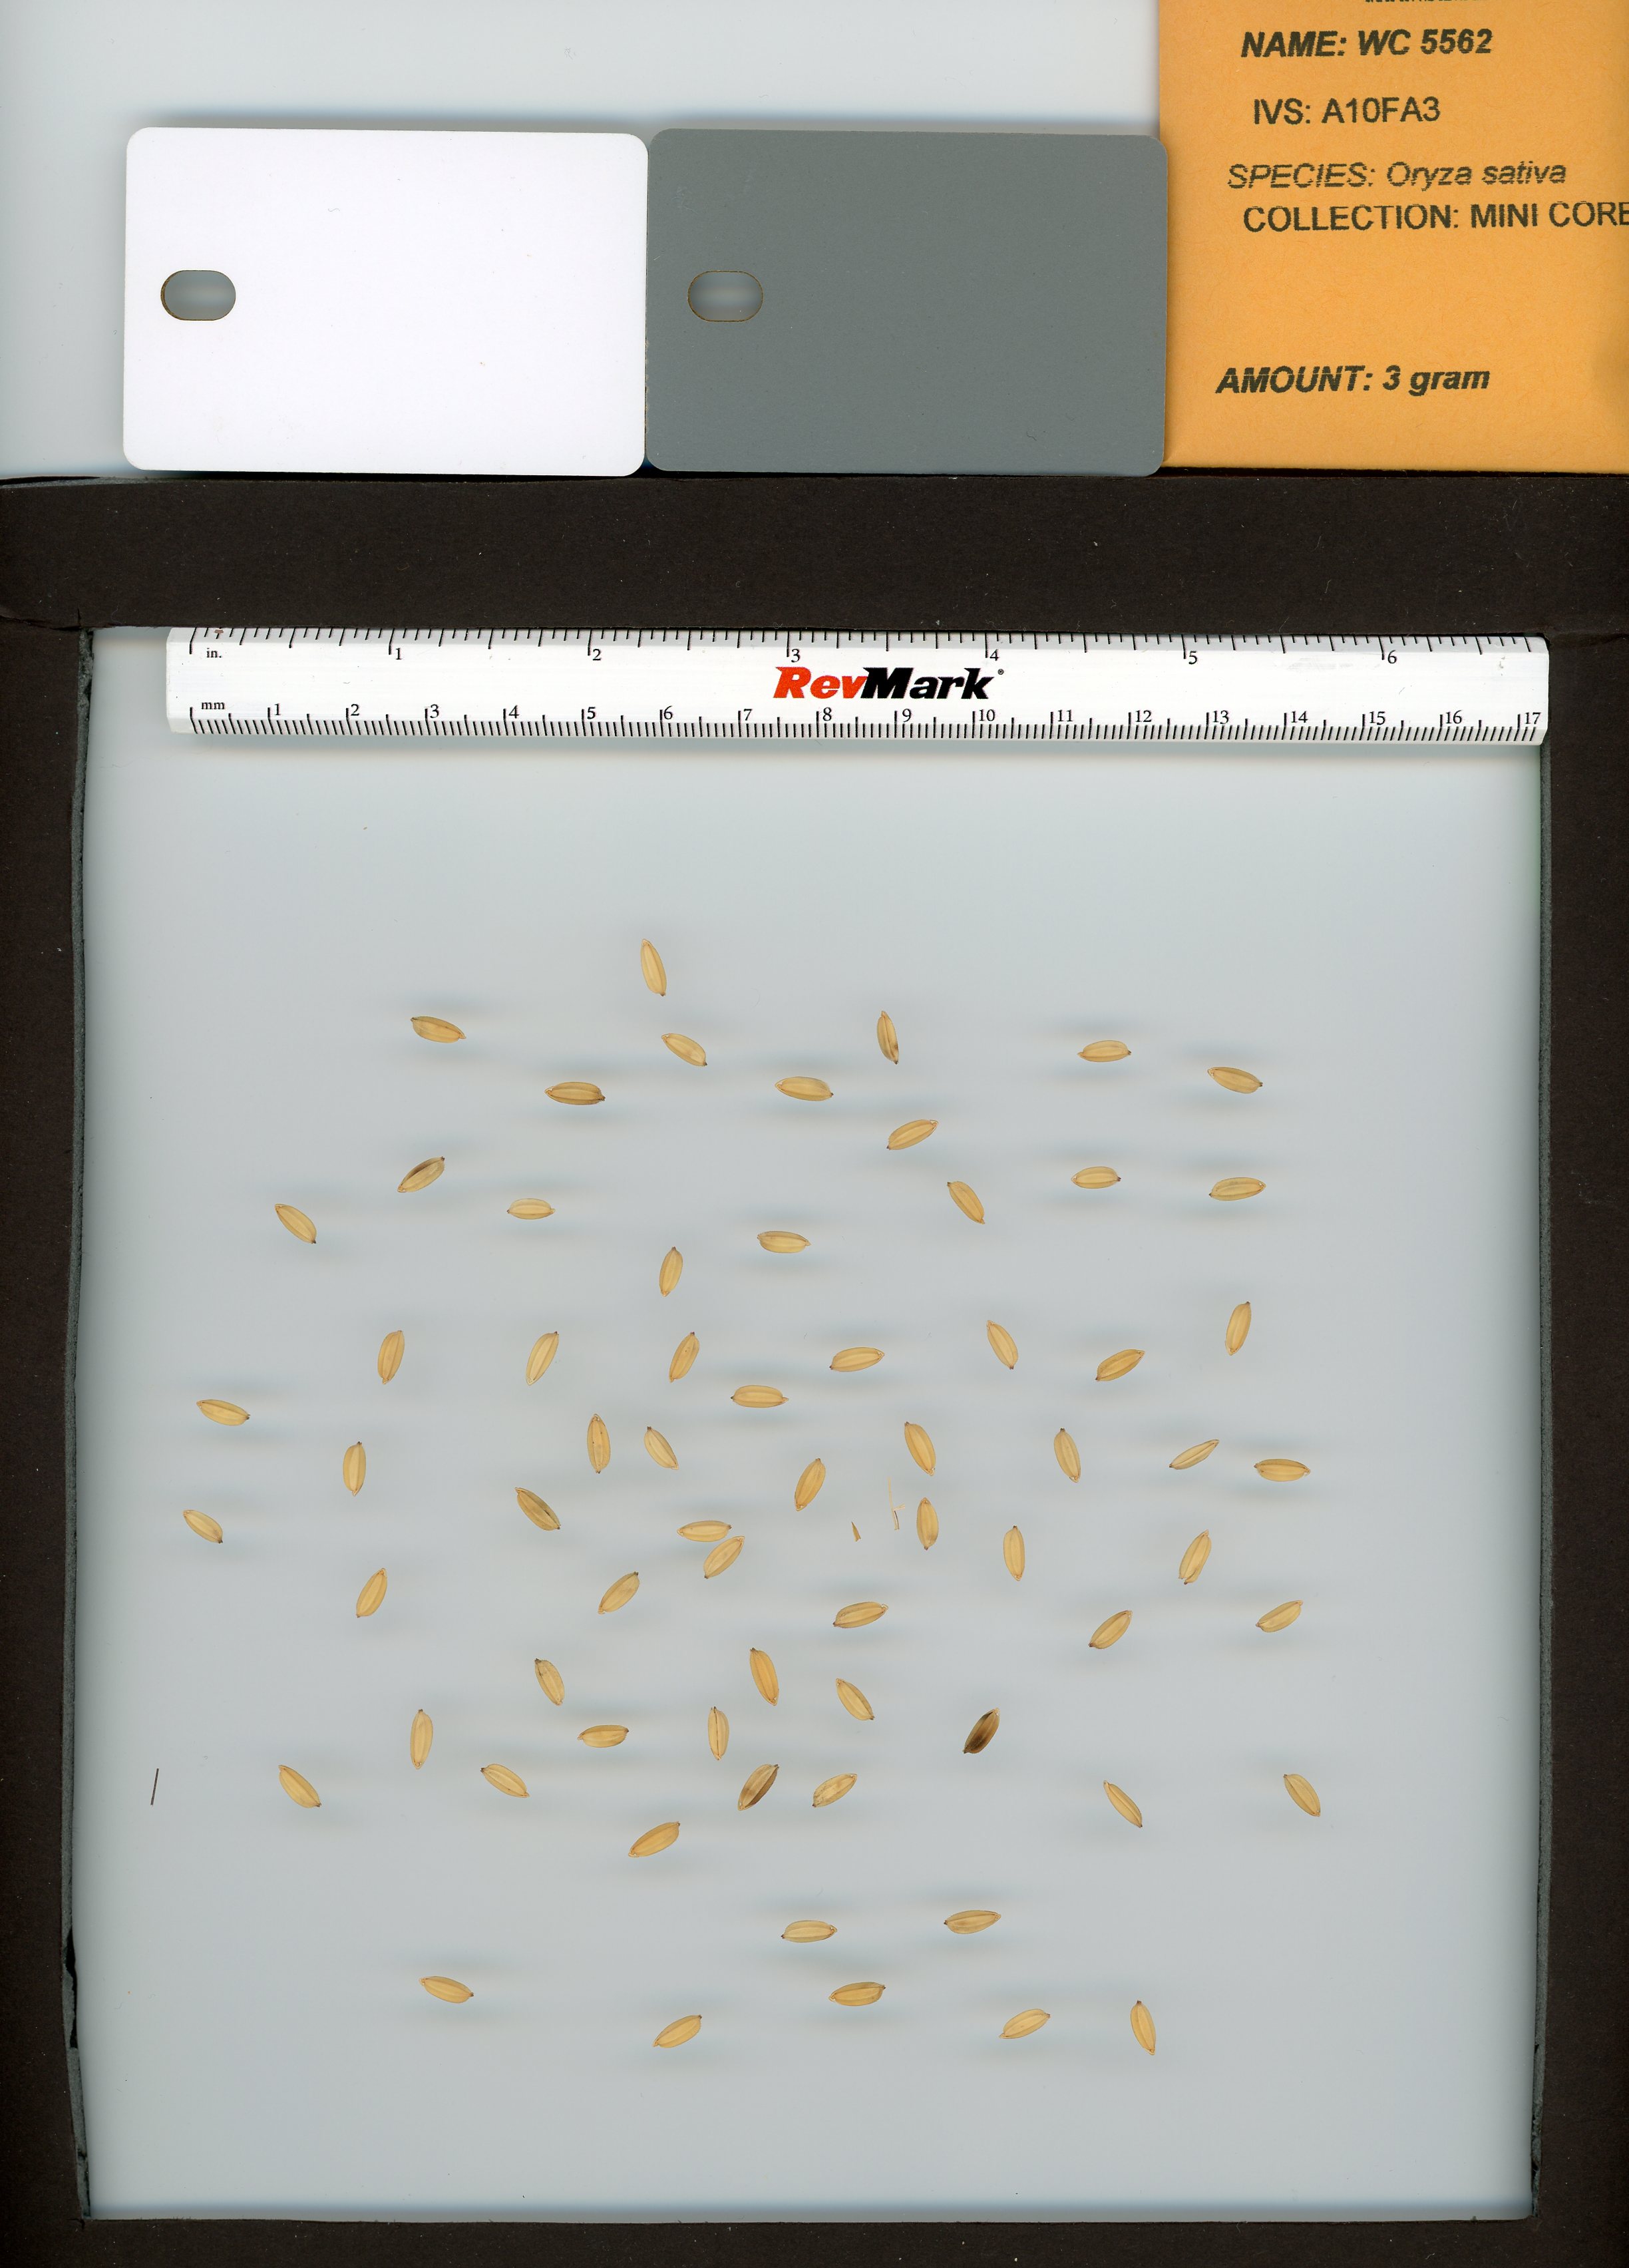 NAME: WC 5562
IVS: A10FA3
SPECIES: Oryza sativa
COLLECTION: MINI CORE
AMOUNT: 3 gram
in. 1 2 3 4 5 6
RevMark
mm 1 2 3 4 5 6 7 8 9 10 11 12 13 14 15 16 17